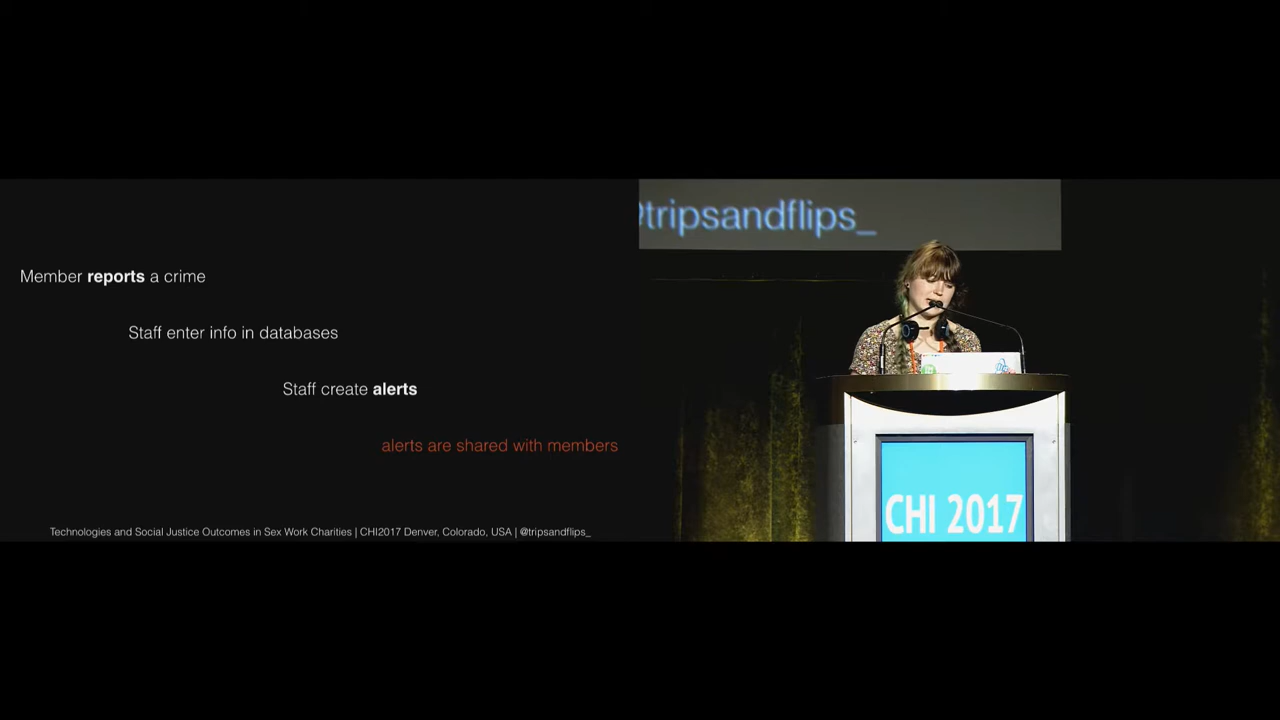 Member reports a crime
Staff enter info in databases
Staff create alerts
alerts are shared with members
Technologies and Social Justice Outcomes in Sex Work Charities | CHI2017 Denver, Colorado, USA | @tripsandflips_
@tripsandflips_
CHI 2017